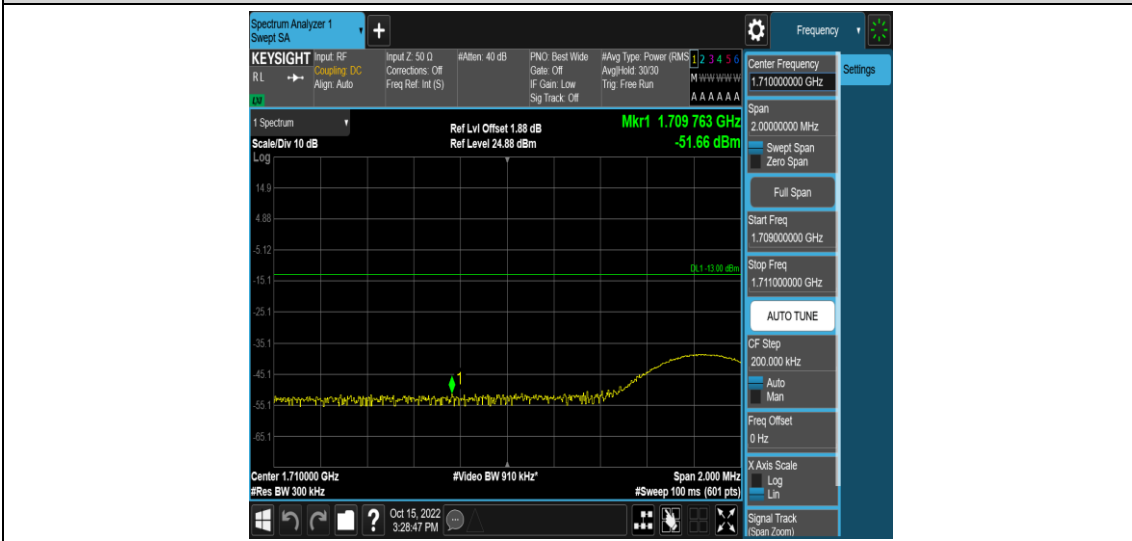 Spectrum Analyzer 1
Swept SA
+
Frequency
KEYSIGHT
RL
LXI
Input: RF
Coupling: DC
Align: Auto
Input Z: 50 Ω
Corrections: Off
Freq Ref: Int (S)
#Atten: 40 dB
PNO: Best Wide
Gate: Off
IF Gain: Low
Sig Track: Off
#Avg Type: Power (RMS
Avg|Hold: 30/30
Trig: Free Run
1 2 3 4 5 6
M W W W W W
A A A A A A
1 Spectrum
Scale/Div 10 dB
Log
Ref Lvl Offset 1.88 dB
Ref Level 24.88 dBm
Mkr1 1.709 763 GHz
-51.66 dBm
14.9
4.88
-5.12
DL1 -13.00 dBm
-15.1
-25.1
-35.1
-45.1
1
-55.1
-65.1
Center 1.710000 GHz
#Video BW 910 kHz*
Span 2.000 MHz
#Res BW 300 kHz
#Sweep 100 ms (601 pts)
?
Oct 15, 2022
3:28:47 PM
Center Frequency
1.710000000 GHz
Settings
Span
2.00000000 MHz
Swept Span
Zero Span
Full Span
Start Freq
1.709000000 GHz
Stop Freq
1.711000000 GHz
AUTO TUNE
CF Step
200.000 kHz
Auto
Man
Freq Offset
0 Hz
X Axis Scale
Log
Lin
Signal Track
(Span Zoom)